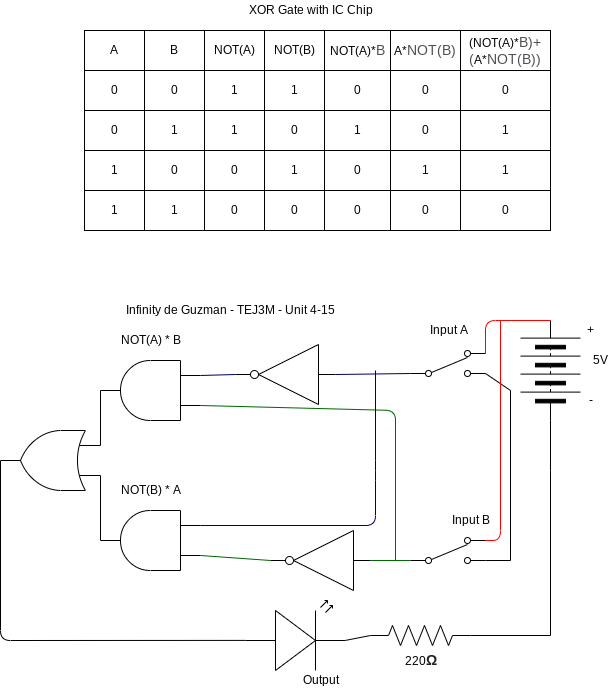 XOR Gate with IC Chip
A B NOT(A) NOT(B) NOT(A)*B A*NOT(B) (NOT(A)*B)+
(A*NOT(B))
0 0 1 1 0 0 0
0 1 1 0 1 0 1
1 0 0 1 0 1 1
1 1 0 0 0 0 0
Infinity de Guzman - TEJ3M - Unit 4-15
Input A
+
NOT(A) * B
5V
-
NOT(B) * A
Input B
220Ω
Output